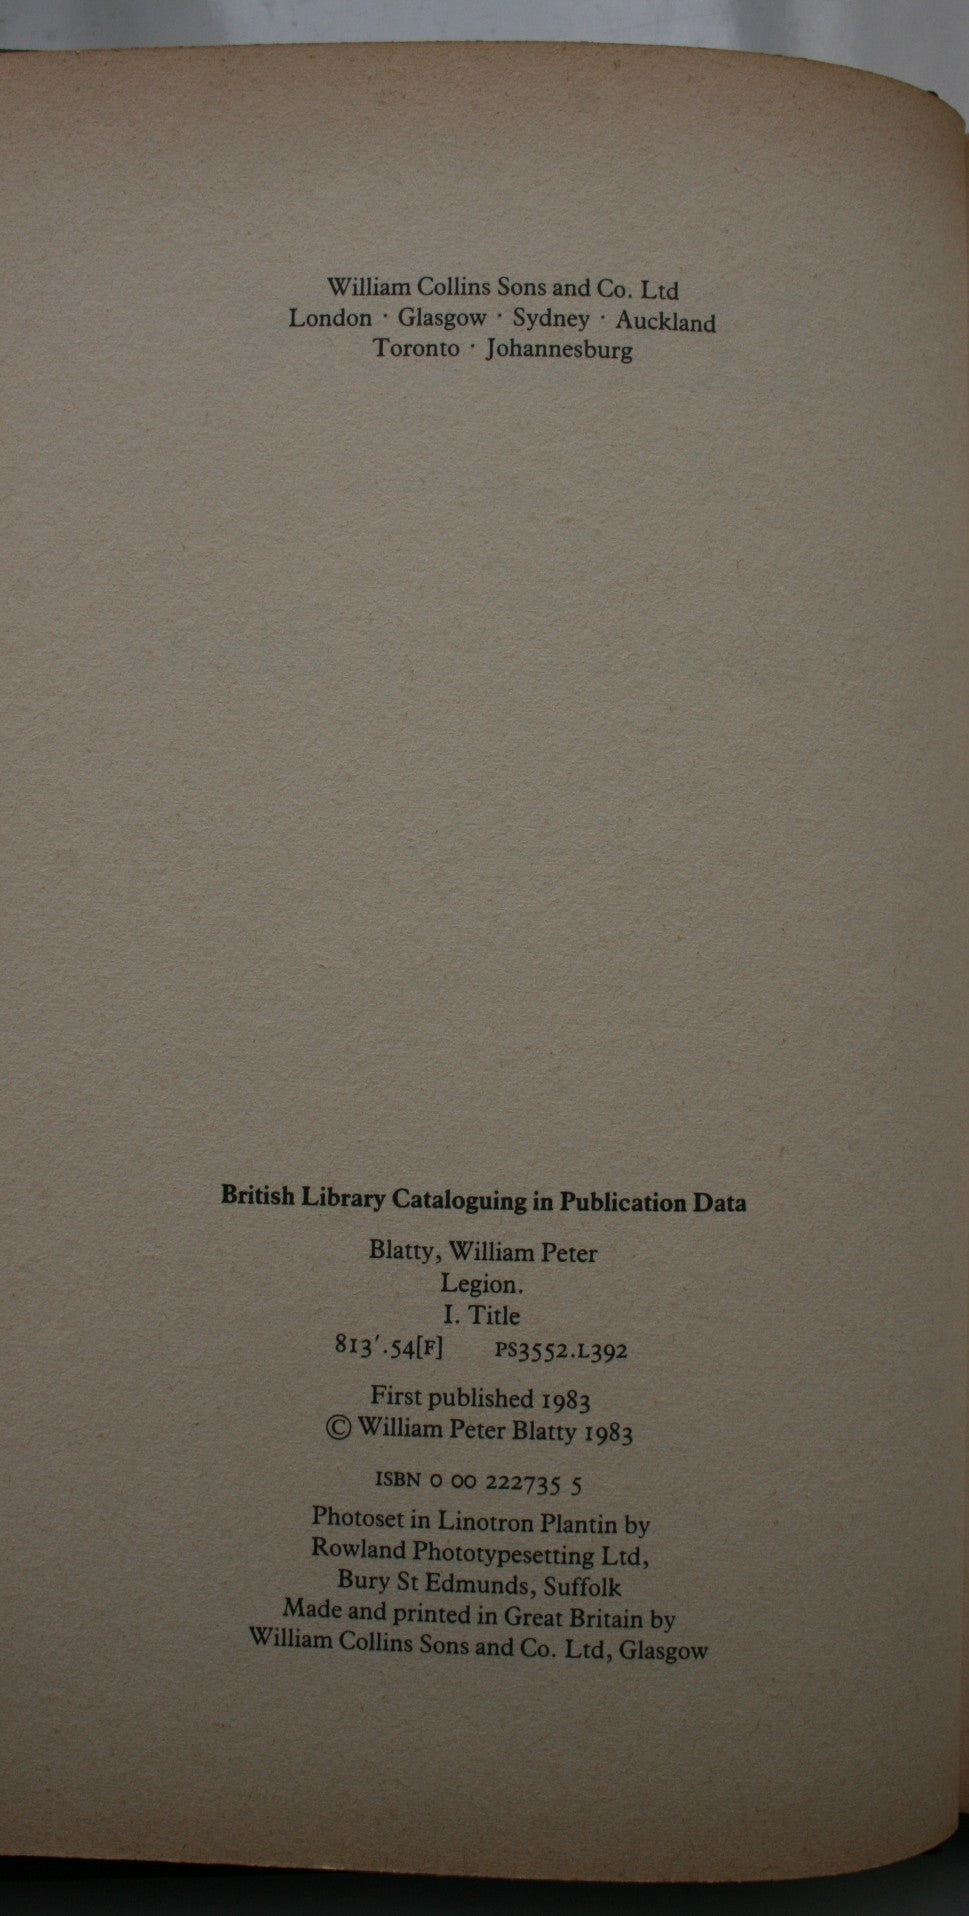 William Collins Sons and Co. Ltd
London · Glasgow · Sydney · Auckland
Toronto · Johannesburg
British Library Cataloguing in Publication Data
Blatty, William Peter
Legion.
I. Title
813′.54[F] PS3552.L392
First published 1983
© William Peter Blatty 1983
ISBN 0 00 222735 5
Photoset in Linotron Plantin by
Rowland Phototypesetting Ltd,
Bury St Edmunds, Suffolk
Made and printed in Great Britain by
William Collins Sons and Co. Ltd, Glasgow